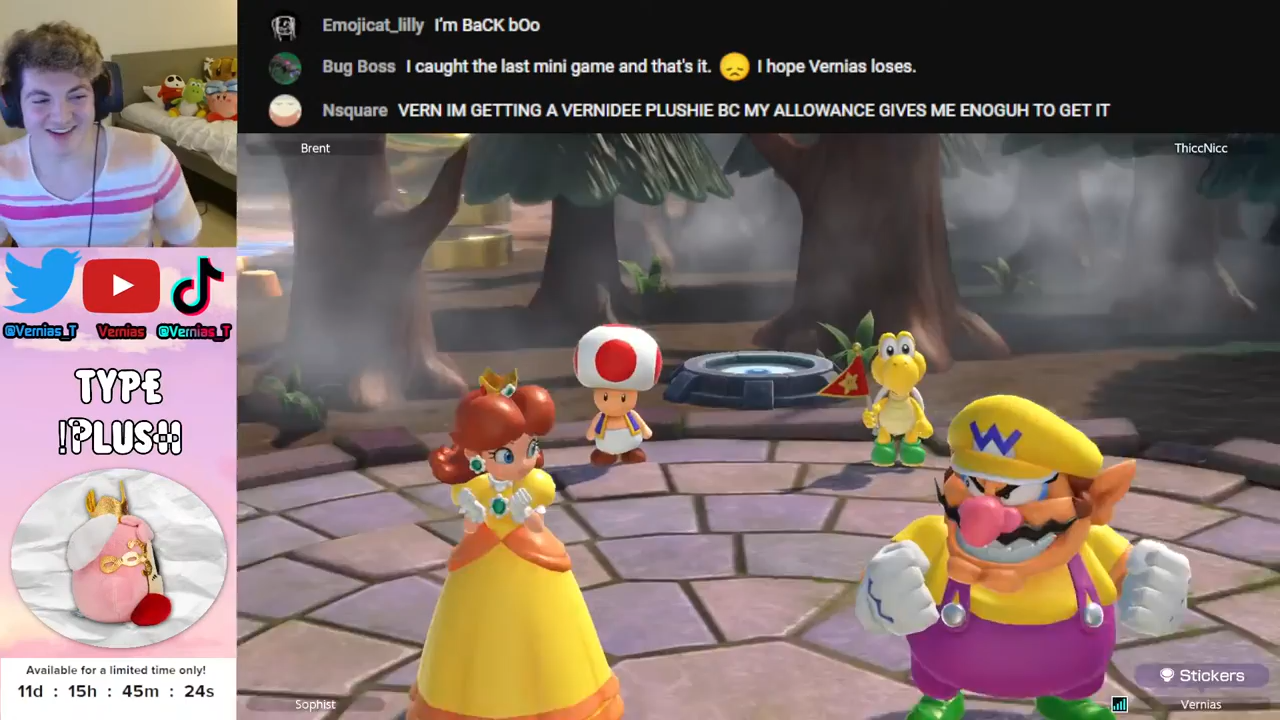 Emojicat_lilly I'm BaCK bOo
Bug Boss I caught the last mini game and that's it. 😞 I hope Vernias loses.
Nsquare VERN IM GETTING A VERNIDEE PLUSHIE BC MY ALLOWANCE GIVES ME ENOGUH TO GET IT
Brent
ThiccNicc
@Vernias_T Vernias @Vernias_T
TYPE
!PLUSH
W
Available for a limited time only!
11d : 15h : 45m : 24s
Stickers
Sophist
Vernias